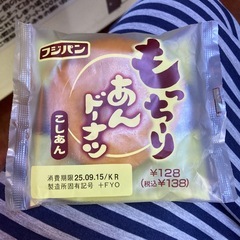 フジパン
もっちーり
あん
ドーナツ
こしあん
¥128
(税込¥138)
消費期限 25.09.15/KR
製造所固有記号 +FYO